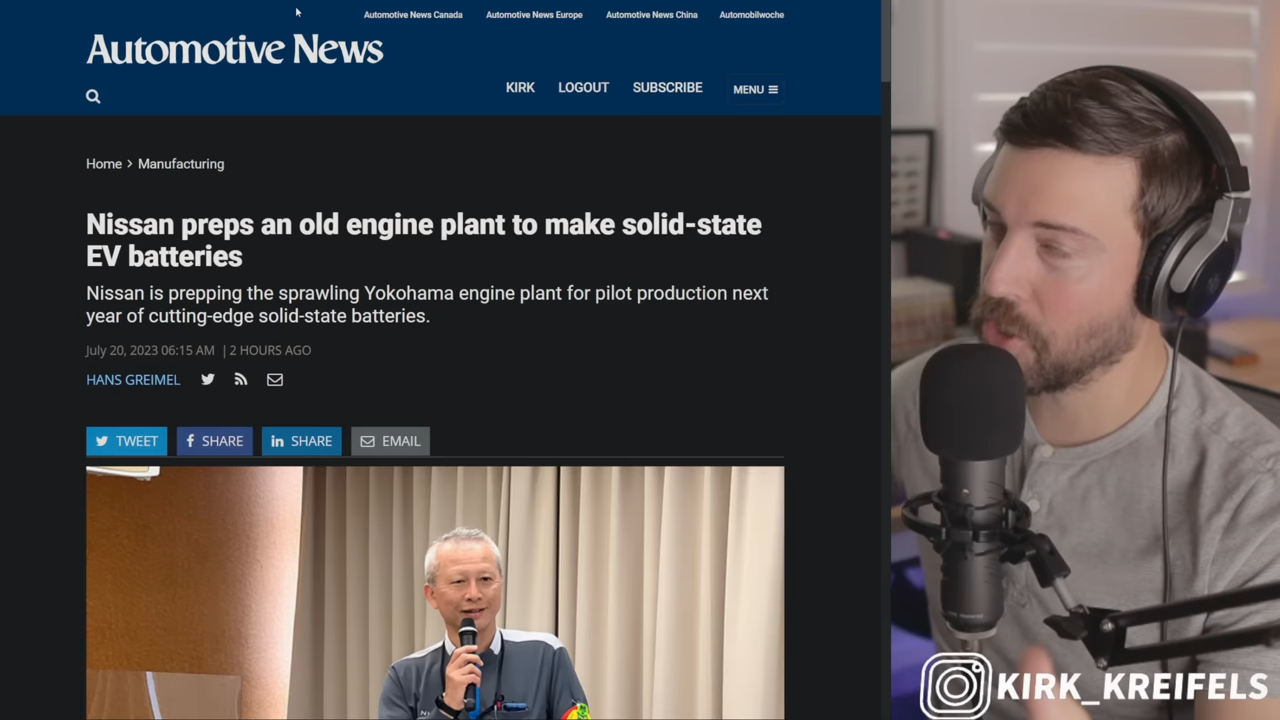 Automotive News Canada
Automotive News Europe
Automotive News China
Automobilwoche
Automotive News
KIRK
LOGOUT
SUBSCRIBE
MENU
Home > Manufacturing
Nissan preps an old engine plant to make solid-state
EV batteries
Nissan is prepping the sprawling Yokohama engine plant for pilot production next
year of cutting-edge solid-state batteries.
July 20, 2023 06:15 AM | 2 HOURS AGO
HANS GREIMEL
TWEET
SHARE
SHARE
EMAIL
KIRK_KREIFELS